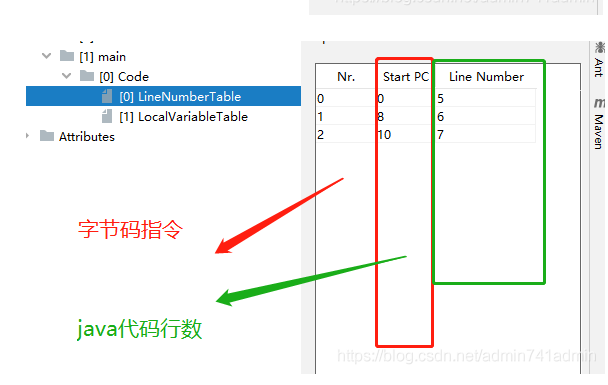 [1] main
[0] Code
[0] LineNumberTable
[1] LocalVariableTable
Attributes
Nr. Start PC Line Number
0 0 5
1 8 6
2 10 7
Ant
Maven
字节码指令
java代码行数
https://blog.csdn.net/admin741admin